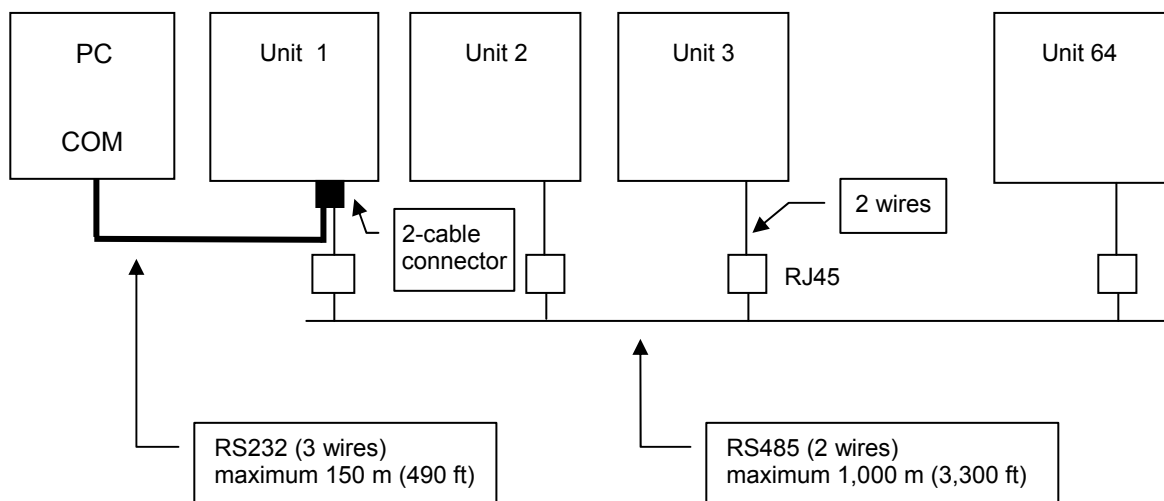 PC
COM
Unit 1
Unit 2
Unit 3
Unit 64
2-cable
connector
2 wires
RJ45
RS232 (3 wires)
maximum 150 m (490 ft)
RS485 (2 wires)
maximum 1,000 m (3,300 ft)